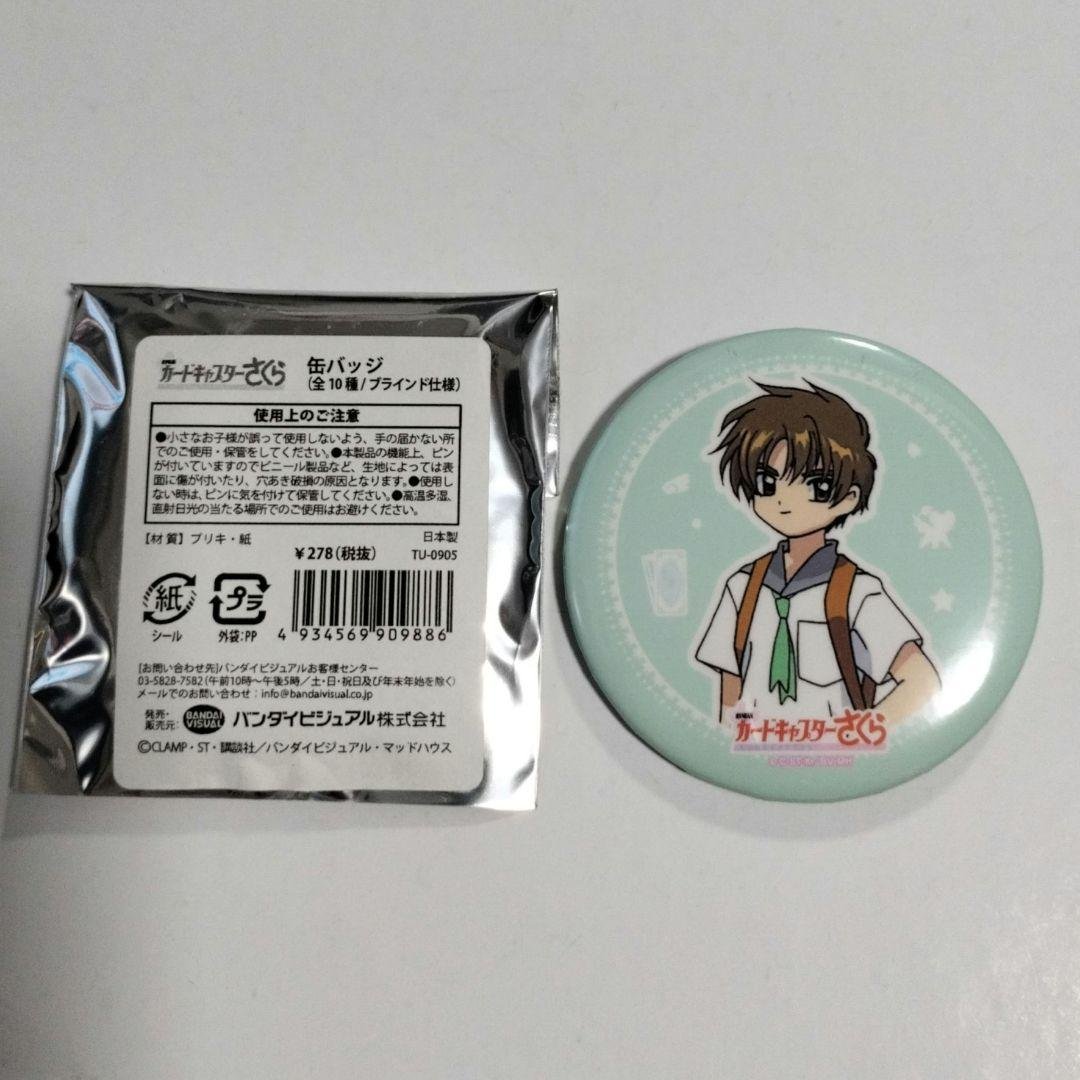 カードキャプターさくら
缶バッジ
(全10種/ブラインド仕様)
使用上のご注意
●小さなお子様が誤って使用しないよう、手の届かない所
でのご使用・保管をしてください。●本製品の機能上、ピン
が付いていますのでビニール製品など、生地によっては表
面に傷が付いたり、穴あき破損の原因となります。●使用し
ない時は、ピンに気を付けて保管してください。●高温多湿、
直射日光の当たる場所でのご使用はお避けください。
【材質】ブリキ・紙
日本製
¥278(税抜)
TU-0905
紙
シール
プラ
外袋:PP
4 934569 909886
[お問い合わせ先]バンダイビジュアルお客様センター
03-5828-7582(午前10時〜午後5時/土・日・祝日及び年末年始を除く)
メールでのお問い合わせ:info@bandaivisual.co.jp
発売・
販売元:
BANDAI
VISUAL
バンダイビジュアル株式会社
©CLAMP・ST・講談社/バンダイビジュアル・マッドハウス
カードキャプターさくら